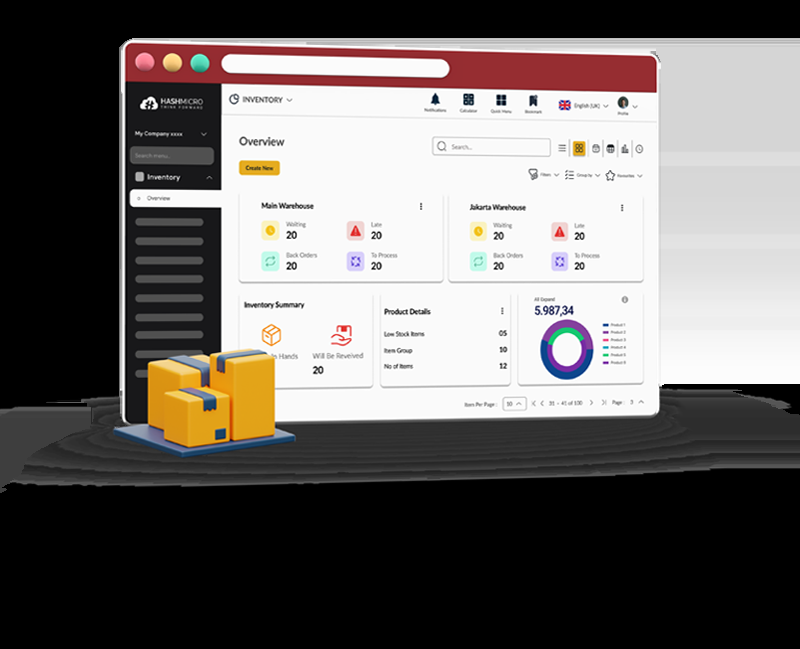 HASHMICRO
THINK FORWARD
INVENTORY
Notifications
Calculator
Quick Menu
Bookmark
English (UK)
Profile
My Company xxxx
Search menu...
Inventory
Overview
Overview
Search...
Create New
Filters
Group by
Favourites
Main Warehouse
Waiting
20
Late
20
Back Orders
20
To Process
20
Jakarta Warehouse
Waiting
20
Late
20
Back Orders
20
To Process
20
Inventory Summary
In Hands
Will Be Reveived
20
Product Details
Low Stock Items 05
Item Group 10
No of Items 12
All Expand
5.987,34
Product 1
Product 2
Product 3
Product 4
Product 5
Product 6
Item Per Page : 10 31 - 41 of 100 Page : 3